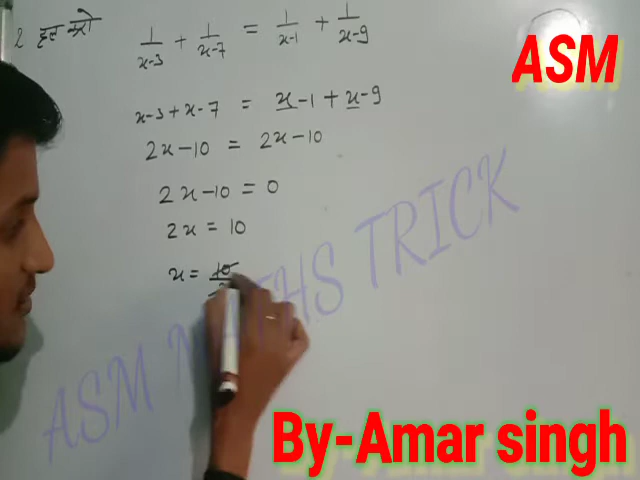 2 हल करो 1/x-3 + 1/x-7 = 1/x-1 + 1/x-9
ASM
x-3+x-7 = x-1+x-9
2x-10 = 2x-10
2x-10 = 0
2x = 10
x = 10
ASM MATHS TRICK
By-Amar singh